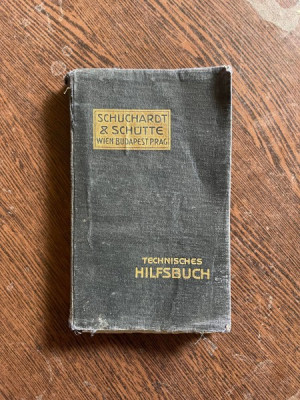 SCHUCHARDT
& SCHÜTTE
WIEN.BUDAPEST.PRAG
TECHNISCHES
HILFSBUCH